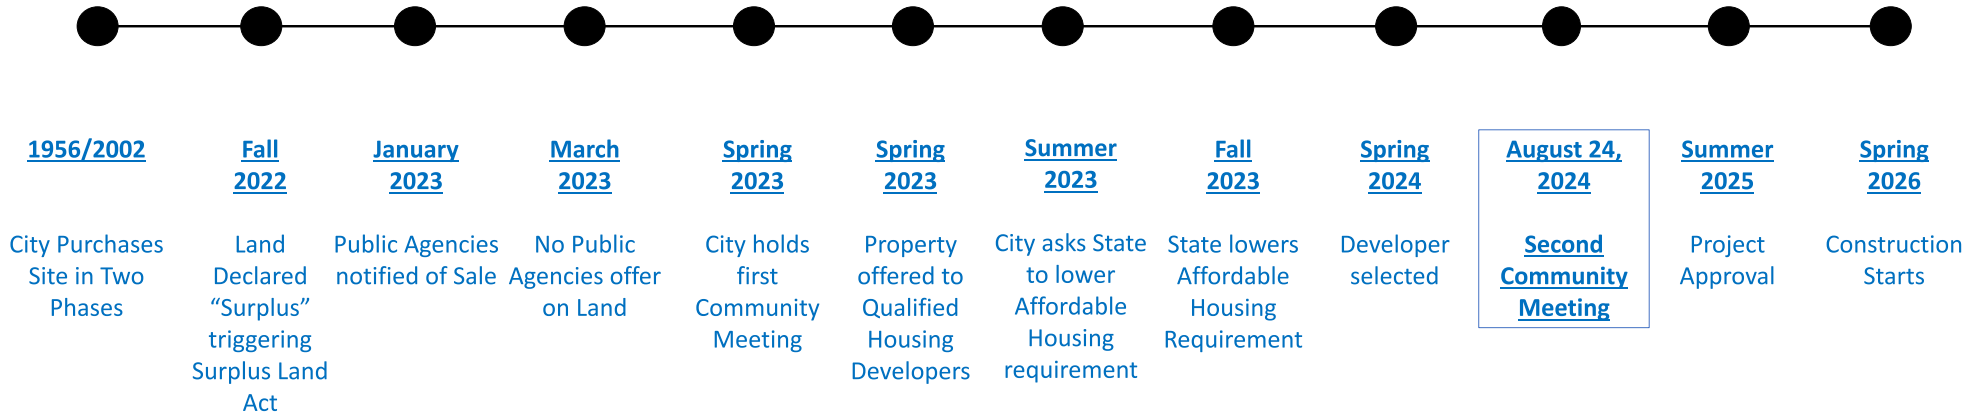 1956/2002
City Purchases
Site in Two
Phases
Fall
2022
Land
Declared
“Surplus”
triggering
Surplus Land
Act
January
2023
Public Agencies
notified of Sale
March
2023
No Public
Agencies offer
on Land
Spring
2023
City holds
first
Community
Meeting
Spring
2023
Property
offered to
Qualified
Housing
Developers
Summer
2023
City asks State
to lower
Affordable
Housing
requirement
Fall
2023
State lowers
Affordable
Housing
Requirement
Spring
2024
Developer
selected
August 24,
2024
Second
Community
Meeting
Summer
2025
Project
Approval
Spring
2026
Construction
Starts